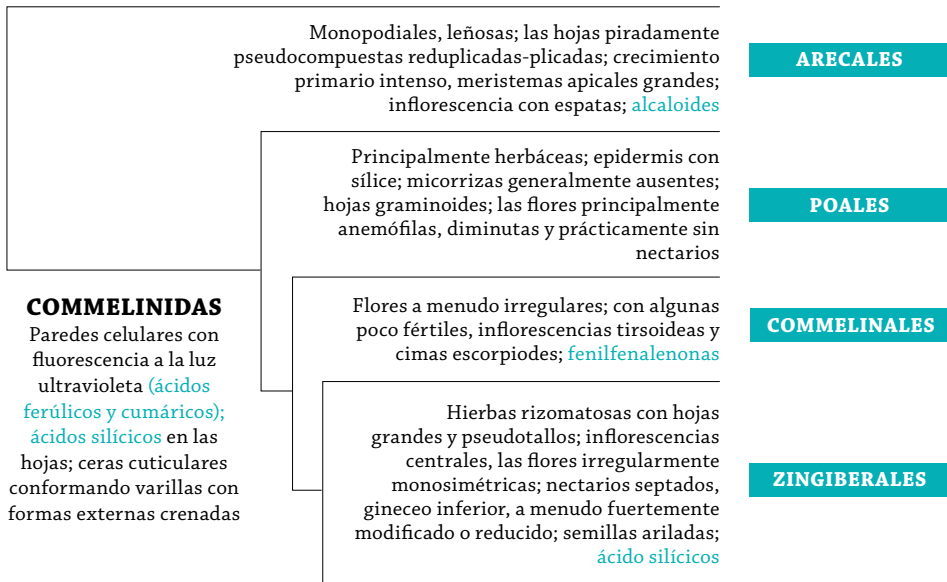 Monopodiales, leñosas; las hojas piradamente
pseudocompuestas reduplicadas-plicadas; crecimiento
primario intenso, meristemas apicales grandes;
inflorescencia con espatas; alcaloides
ARECALES
Principalmente herbáceas; epidermis con
sílice; micorrizas generalmente ausentes;
hojas graminoides; las flores principalmente
anemófilas, diminutas y prácticamente sin
nectarios
POALES
COMMELINIDAS
Paredes celulares con
fluorescencia a la luz
ultravioleta (ácidos
ferúlicos y cumáricos);
ácidos silícicos en las
hojas; ceras cuticulares
conformando varillas con
formas externas crenadas
Flores a menudo irregulares; con algunas
poco fértiles, inflorescencias tirsoideas y
cimas escorpiodes; fenilfenalenonas
COMMELINALES
Hierbas rizomatosas con hojas
grandes y pseudotallos; inflorescencias
centrales, las flores irregularmente
monosimétricas; nectarios septados,
gineceo inferior, a menudo fuertemente
modificado o reducido; semillas ariladas;
ácido silícicos
ZINGIBERALES